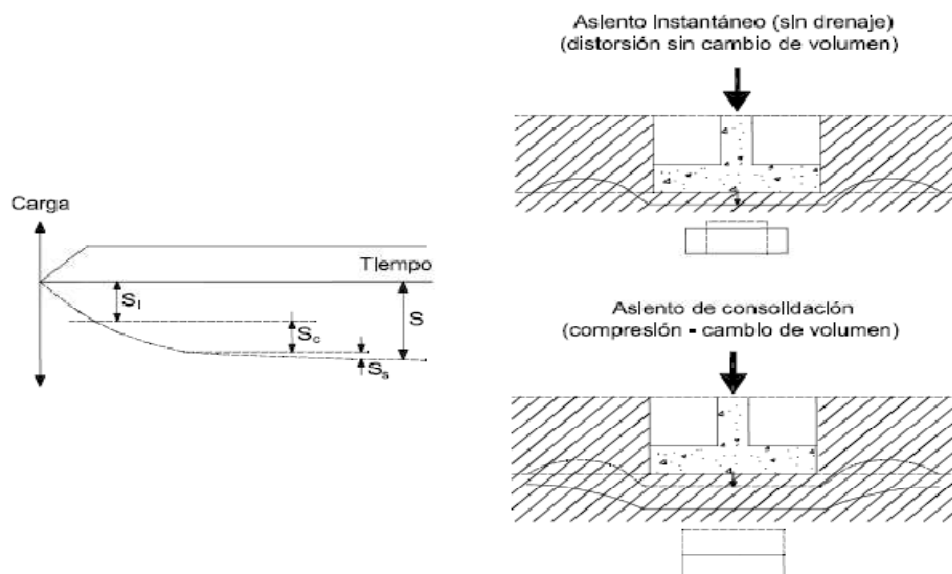 Asiento Instantáneo (sin drenaje)
(distorsión sin cambio de volumen)
Carga
Tiempo
Si
Sc
S
Ss
Asiento de consolidación
(compresión - cambio de volumen)